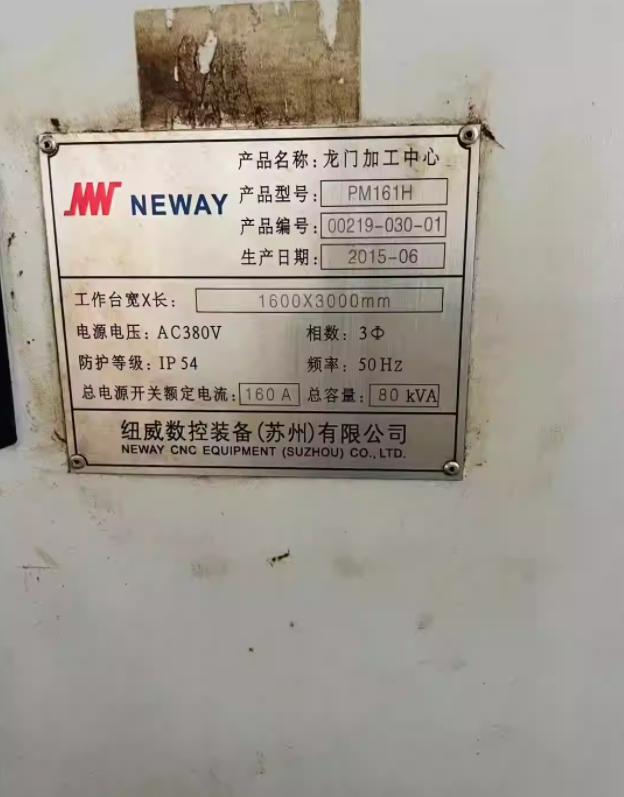 NEWAY
产品名称：龙门加工中心
产品型号：PM161H
产品编号：00219-030-01
生产日期：2015-06
工作台宽X长：1600X3000mm
电源电压：AC380V 相数：3Φ
防护等级：IP54 频率：50Hz
总电源开关额定电流：160A 总容量：80 kVA
纽威数控装备(苏州)有限公司
NEWAY CNC EQUIPMENT (SUZHOU) CO., LTD.